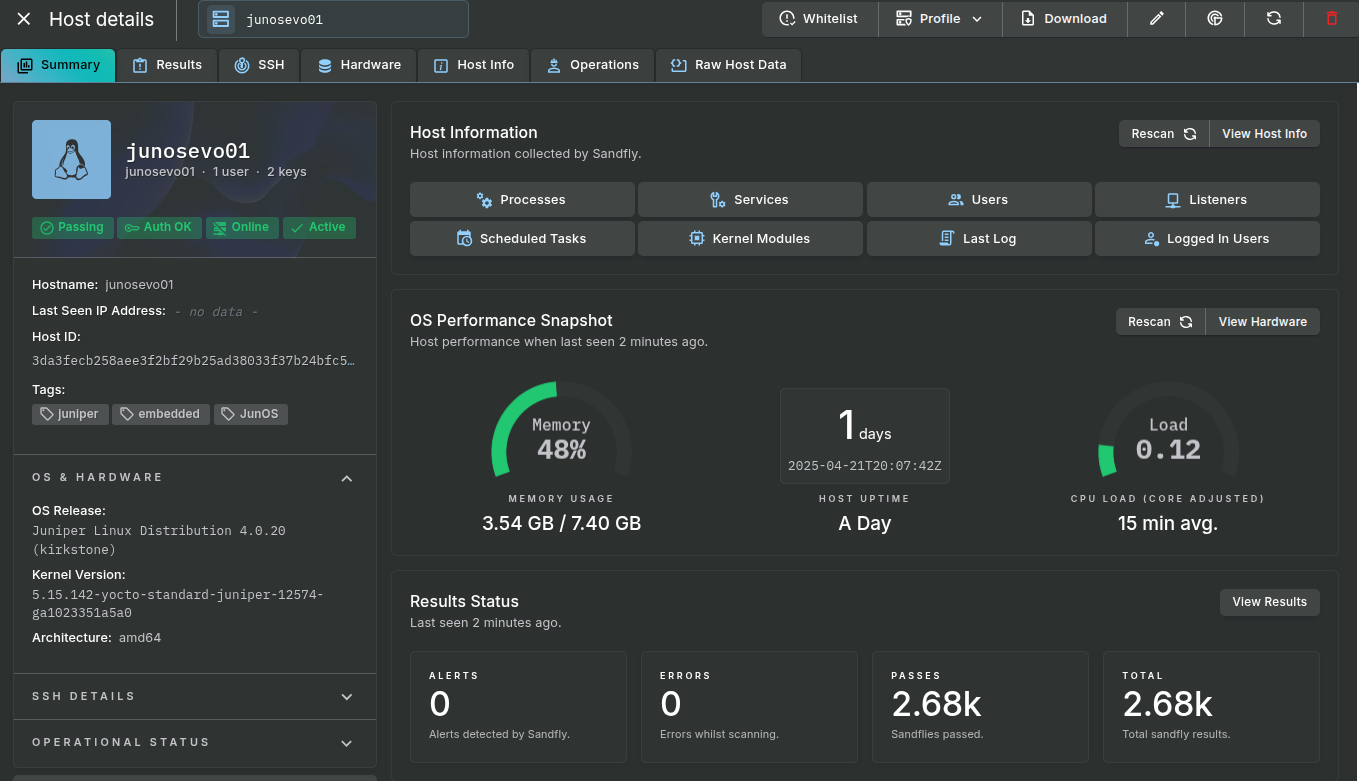 Host details
junosevo01
Whitelist
Profile
Download
Summary
Results
SSH
Hardware
Host Info
Operations
Raw Host Data
junosevo01
junosevo01 · 1 user · 2 keys
Passing
Auth OK
Online
Active
Hostname: junosevo01
Last Seen IP Address: - no data -
Host ID:
3da3fecb258aee3f2bf29b25ad38033f37b24bfc5…
Tags:
juniper
embedded
JunOS
OS & HARDWARE
OS Release:
Juniper Linux Distribution 4.0.20
(kirkstone)
Kernel Version:
5.15.142-yocto-standard-juniper-12574-
ga1023351a5a0
Architecture: amd64
SSH DETAILS
OPERATIONAL STATUS
Host Information
Host information collected by Sandfly.
Rescan
View Host Info
Processes
Services
Users
Listeners
Scheduled Tasks
Kernel Modules
Last Log
Logged In Users
OS Performance Snapshot
Host performance when last seen 2 minutes ago.
Rescan
View Hardware
Memory
48%
MEMORY USAGE
3.54 GB / 7.40 GB
1 days
2025-04-21T20:07:42Z
HOST UPTIME
A Day
Load
0.12
CPU LOAD (CORE ADJUSTED)
15 min avg.
Results Status
Last seen 2 minutes ago.
View Results
ALERTS
0
Alerts detected by Sandfly.
ERRORS
0
Errors whilst scanning.
PASSES
2.68k
Sandflies passed.
TOTAL
2.68k
Total sandfly results.